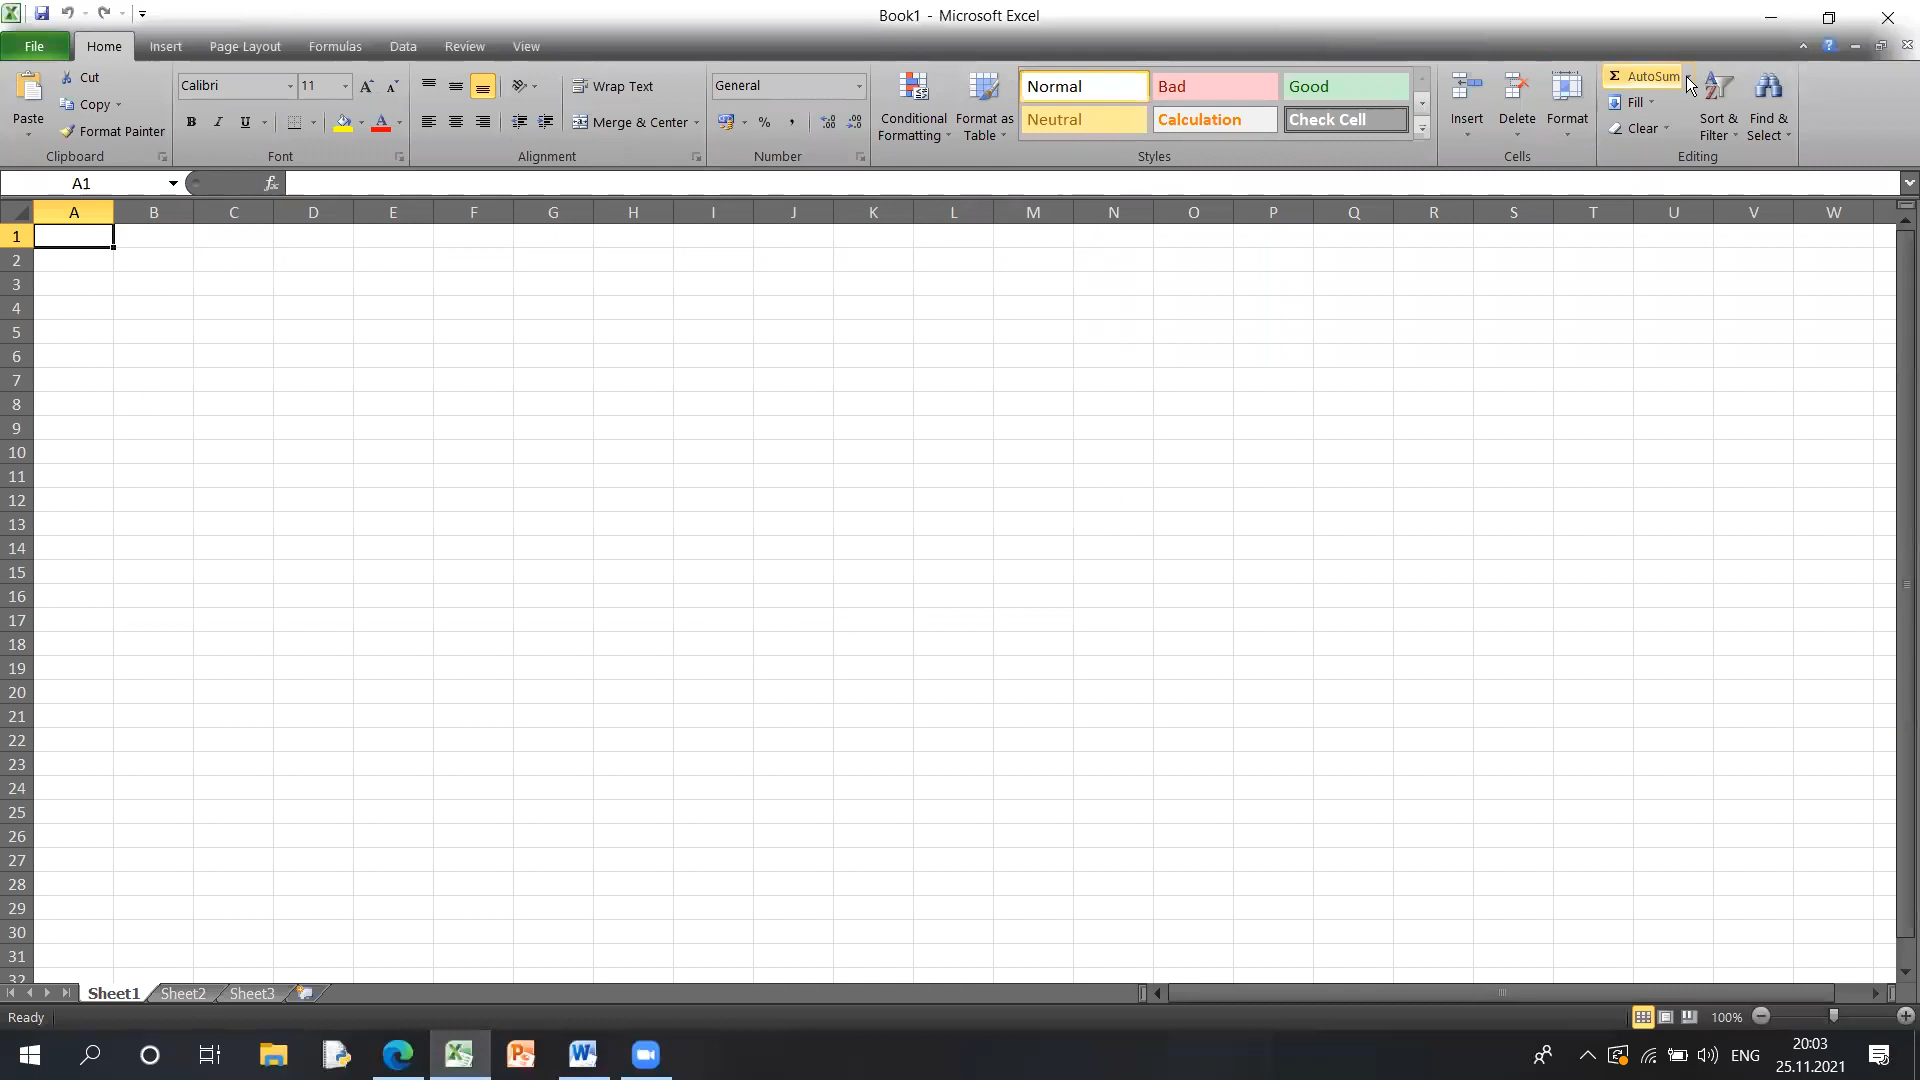 Book1 - Microsoft Excel
File Home Insert Page Layout Formulas Data Review View
Paste
Cut
Copy
Format Painter
Clipboard
Calibri 11
B I U
Font
Wrap Text
Merge & Center
Alignment
General
%
Number
Conditional Formatting
Format as Table
Normal Bad Good
Neutral Calculation Check Cell
Styles
Insert Delete Format
Cells
Σ AutoSum
Fill
Clear
Sort & Filter
Find & Select
Editing
A1 fx
A B C D E F G H I J K L M N O P Q R S T U V W
1
2
3
4
5
6
7
8
9
10
11
12
13
14
15
16
17
18
19
20
21
22
23
24
25
26
27
28
29
30
31
32
Sheet1 Sheet2 Sheet3
Ready 100%
ENG
20:03
25.11.2021